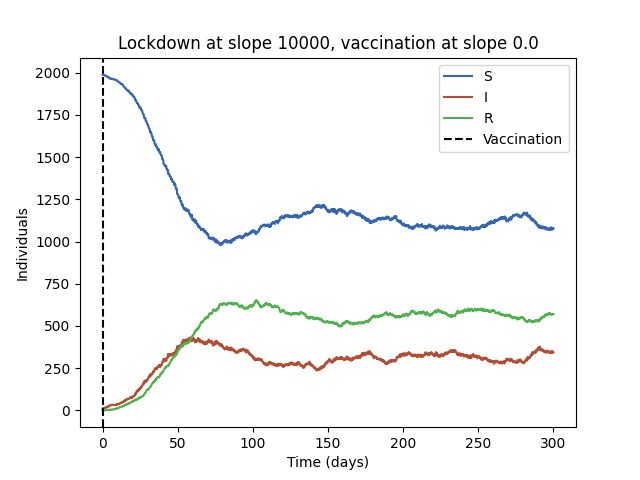 Lockdown at slope 10000, vaccination at slope 0.0
2000
1750
1500
1250
1000
750
500
250
0
Individuals
S
I
R
Vaccination
0 50 100 150 200 250 300
Time (days)